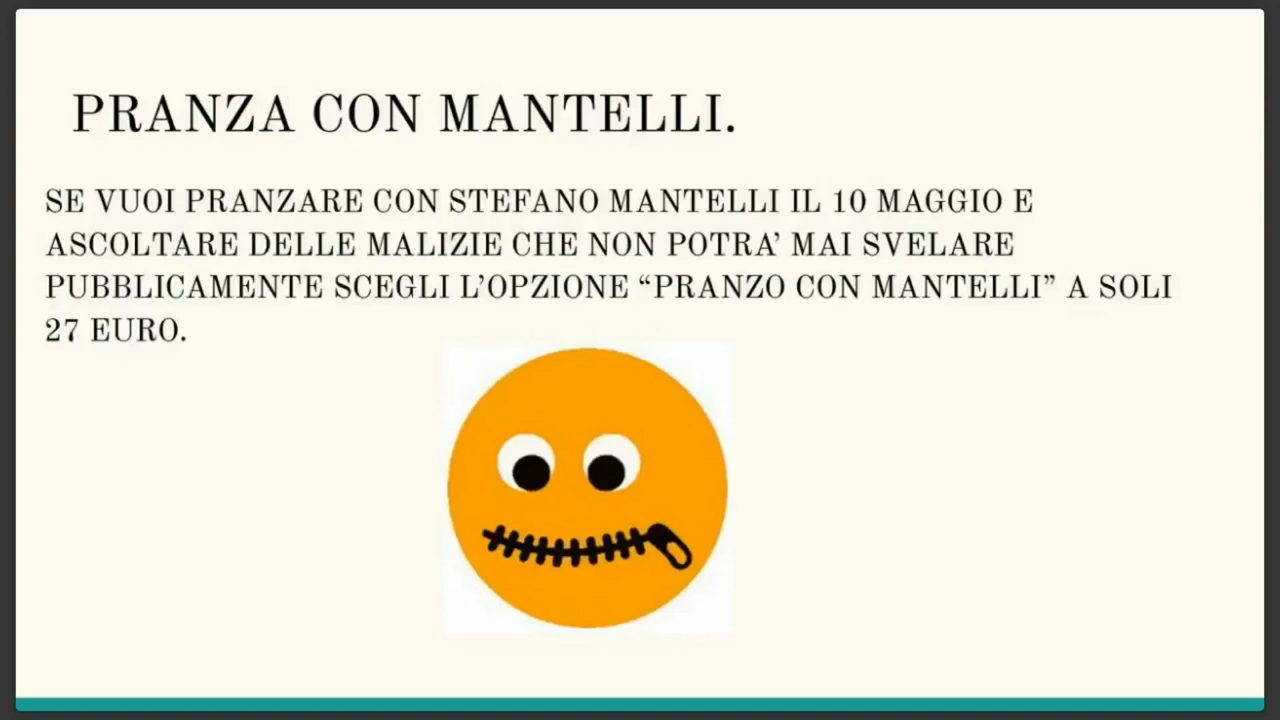 PRANZA CON MANTELLI.
SE VUOI PRANZARE CON STEFANO MANTELLI IL 10 MAGGIO E
ASCOLTARE DELLE MALIZIE CHE NON POTRA’ MAI SVELARE
PUBBLICAMENTE SCEGLI L’OPZIONE “PRANZO CON MANTELLI” A SOLI
27 EURO.